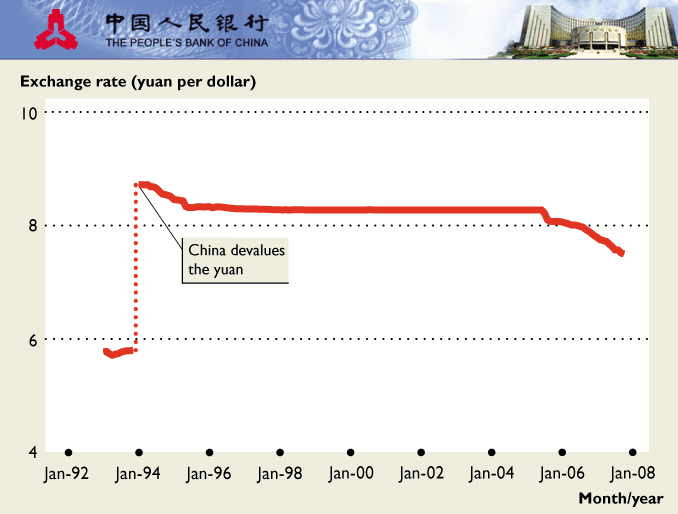 中国人民银行
THE PEOPLE'S BANK OF CHINA
Exchange rate (yuan per dollar)
10
8
China devalues
the yuan
6
4
Jan-92 Jan-94 Jan-96 Jan-98 Jan-00 Jan-02 Jan-04 Jan-06 Jan-08
Month/year